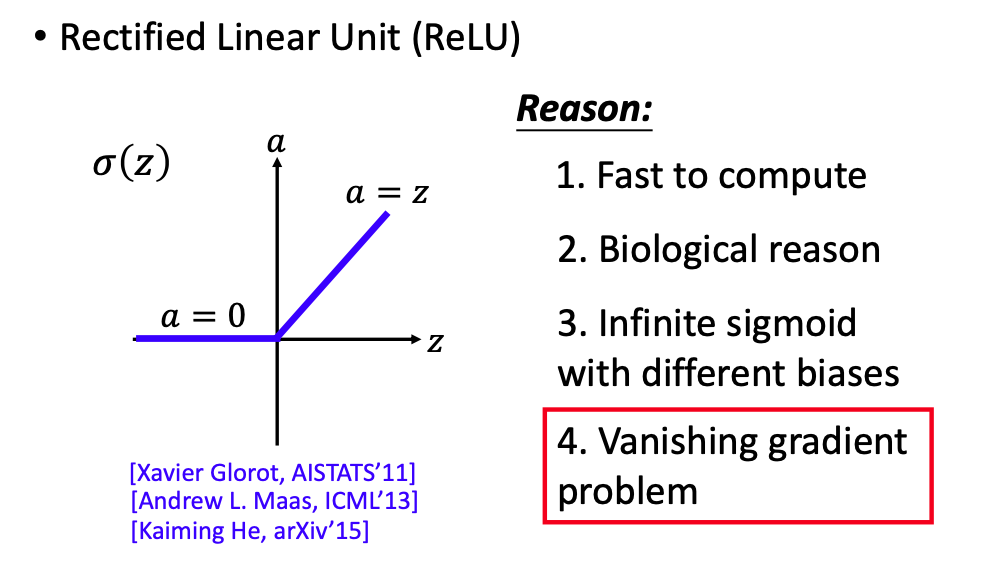 • Rectified Linear Unit (ReLU)
Reason:
σ(z)
a
a = z
a = 0
z
1. Fast to compute
2. Biological reason
3. Infinite sigmoid
with different biases
4. Vanishing gradient
problem
[Xavier Glorot, AISTATS’11]
[Andrew L. Maas, ICML’13]
[Kaiming He, arXiv’15]